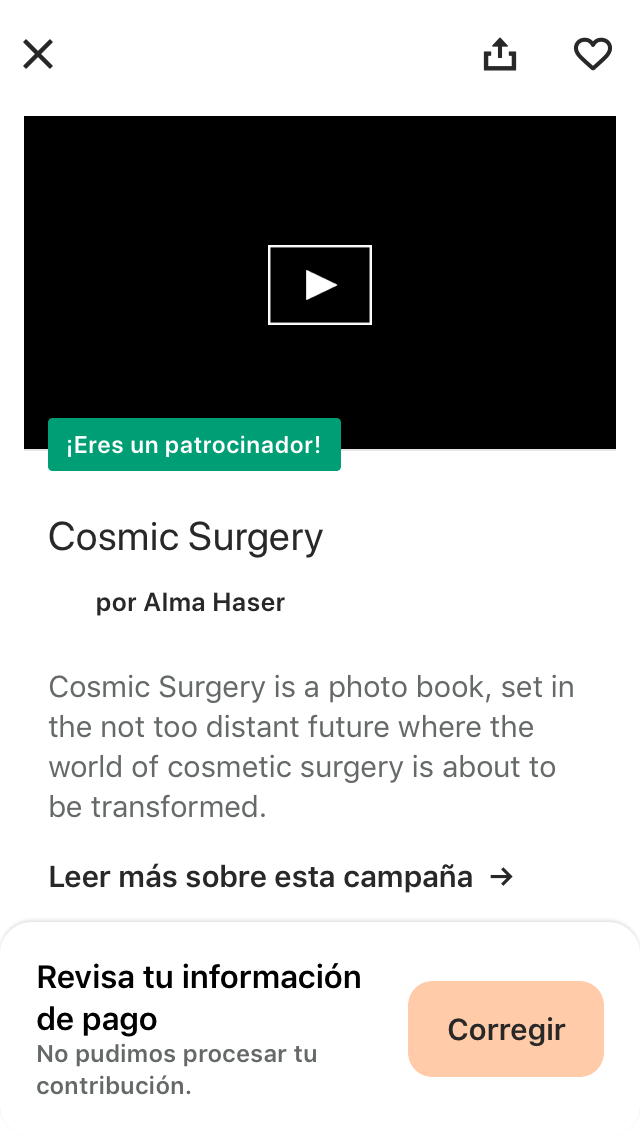 ¡Eres un patrocinador!
Cosmic Surgery
por Alma Haser
Cosmic Surgery is a photo book, set in
the not too distant future where the
world of cosmetic surgery is about to
be transformed.
Leer más sobre esta campaña →
Revisa tu información
de pago
No pudimos procesar tu
contribución.
Corregir